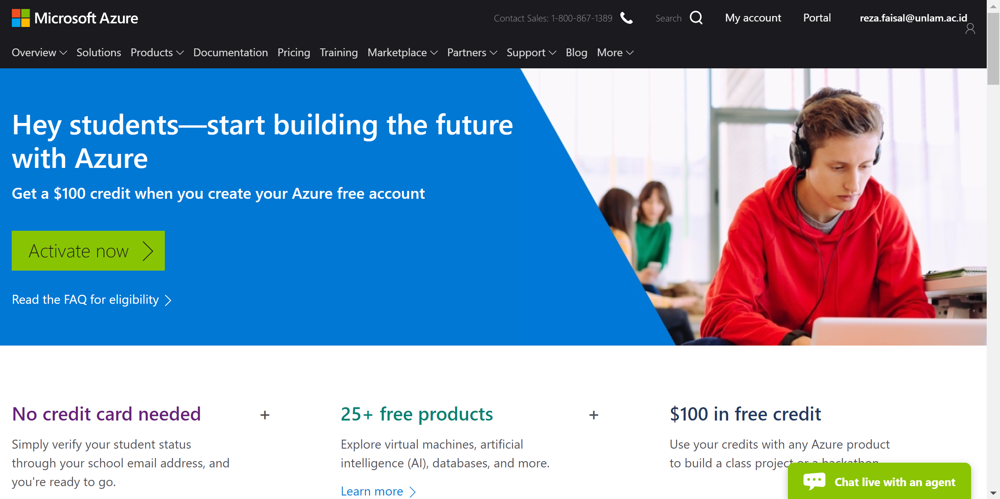 Microsoft Azure
Contact Sales: 1-800-867-1389
Search
My account
Portal
reza.faisal@unlam.ac.id
Overview
Solutions
Products
Documentation
Pricing
Training
Marketplace
Partners
Support
Blog
More
Hey students—start building the future
with Azure
Get a $100 credit when you create your Azure free account
Activate now
Read the FAQ for eligibility
No credit card needed
Simply verify your student status
through your school email address, and
you're ready to go.
+
25+ free products
Explore virtual machines, artificial
intelligence (AI), databases, and more.
Learn more
+
$100 in free credit
Use your credits with any Azure product
to build a class project or a hackathon
Chat live with an agent